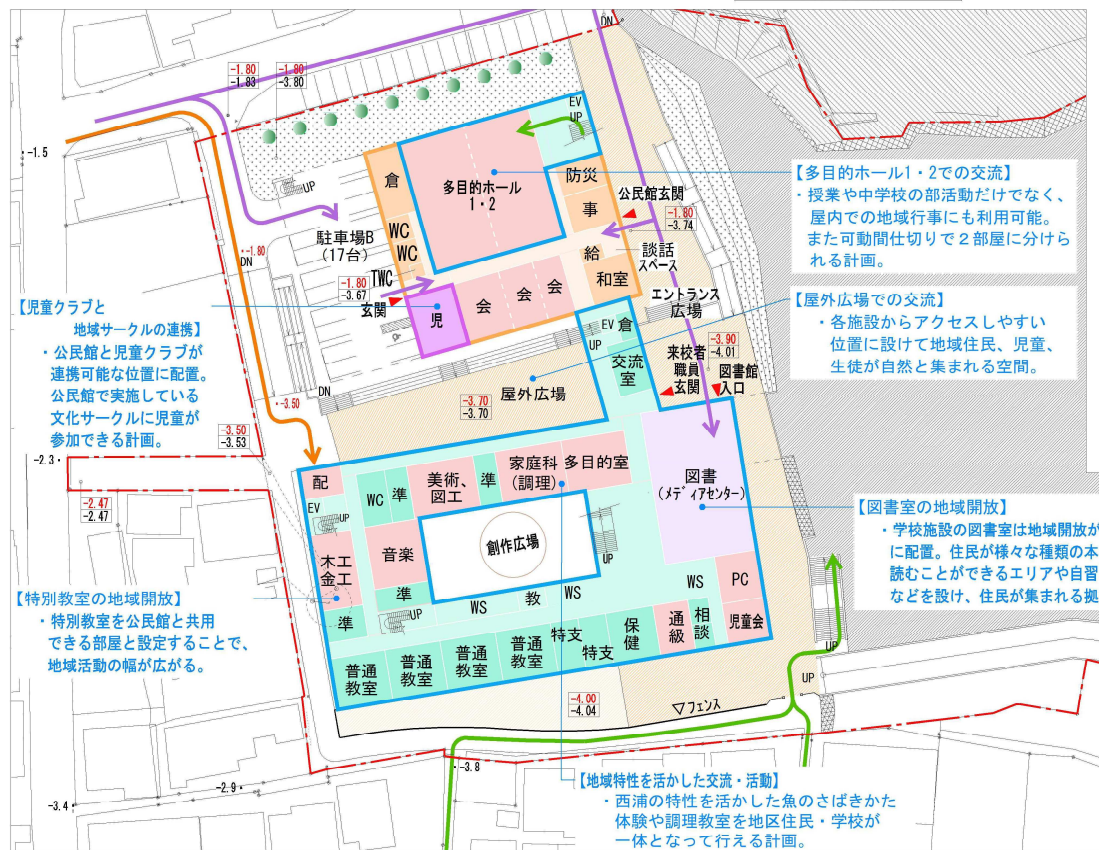 DN
-1.80
-1.83
-1.80
-3.80
-1.5
EV
UP
UP
倉
多目的ホール
1・2
防災
事
公民館玄関
-1.80
-3.74
【多目的ホール1・2での交流】
・授業や中学校の部活動だけでなく、
屋内での地域行事にも利用可能。
また可動間仕切りで2部屋に分けら
れる計画。
WC
WC
駐車場B
(17台)
給
談話
スペース
和室
-1.80
DN
TWC
-1.80
-3.67
玄関
児
会
会
会
エントランス
広場
【児童クラブと
地域サークルの連携】
・公民館と児童クラブが
連携可能な位置に配置。
公民館で実施している
文化サークルに児童が
参加できる計画。
【屋外広場での交流】
・各施設からアクセスしやすい
位置に設けて地域住民、児童、
生徒が自然と集まれる空間。
EV
倉
UP
交流
室
-3.90
-4.01
来校者
職員
玄関
図書館
入口
DN
屋外広場
-3.70
-3.70
-3.50
-3.50
-3.53
-2.3
-2.47
-2.47
配
WC
準
美術、
図工
準
家庭科
(調理)
多目的室
図書
(メディアセンター)
EV
UP
木工
金工
音楽
創作広場
UP
【図書室の地域開放】
・学校施設の図書室は地域開放が
に配置。住民が様々な種類の本
読むことができるエリアや自習
などを設け、住民が集まれる拠
【特別教室の地域開放】
・特別教室を公民館と共用
できる部屋と設定することで、
地域活動の幅が広がる。
準
準
UP
WS
教
WS
WS
PC
普通
教室
普通
教室
普通
教室
普通
教室
特支
特支
保健
通級
相談
児童会
UP
UP
-4.00
-4.04
▽フェンス
-3.8
-2.9
-3.4
【地域特性を活かした交流・活動】
・西浦の特性を活かした魚のさばきかた
体験や調理教室を地区住民・学校が
一体となって行える計画。